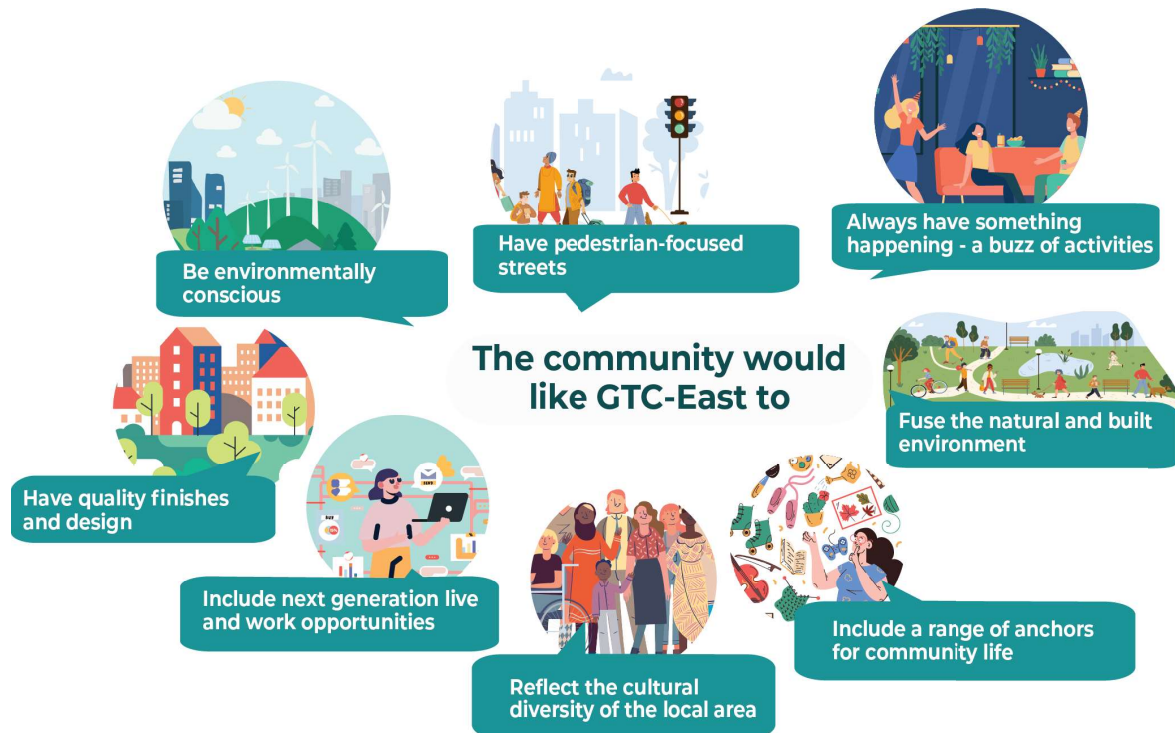 Be environmentally
conscious
Have pedestrian-focused
streets
Always have something
happening - a buzz of activities
The community would
like GTC-East to
Fuse the natural and built
environment
Have quality finishes
and design
Include next generation live
and work opportunities
Reflect the cultural
diversity of the local area
Include a range of anchors
for community life